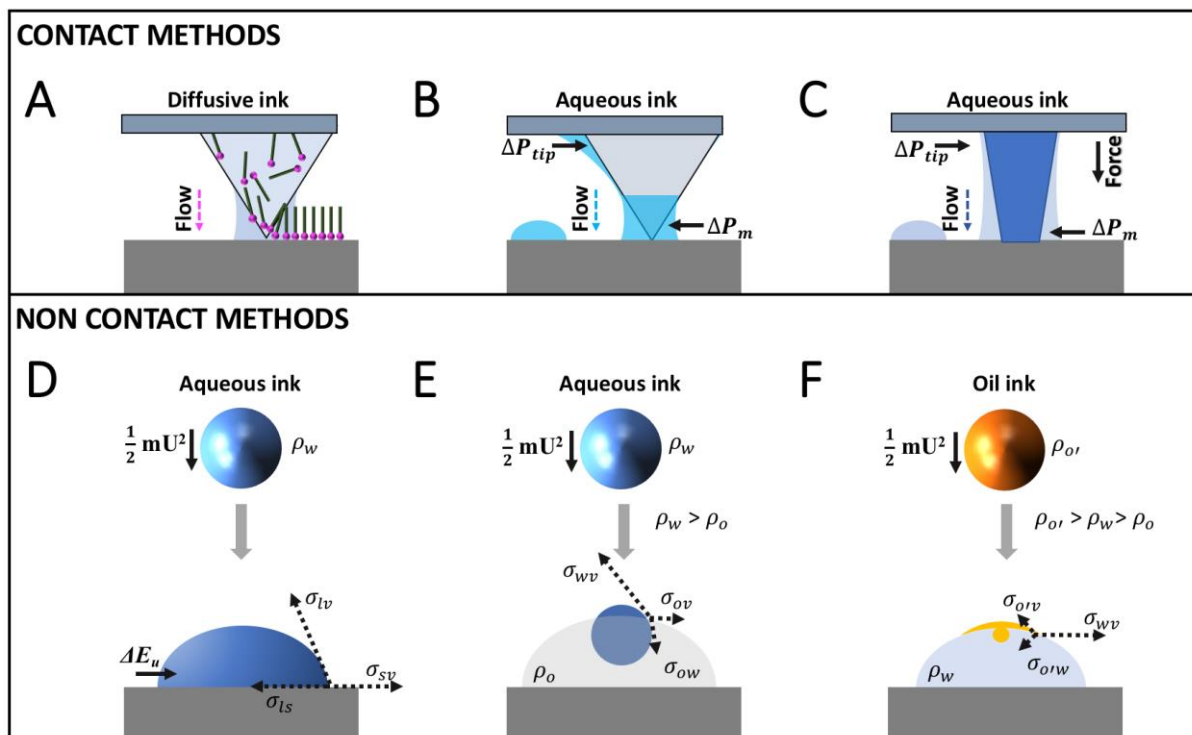 CONTACT METHODS
A
Diffusive ink
Flow
B
Aqueous ink
ΔP_tip
Flow
ΔP_m
C
Aqueous ink
ΔP_tip
Force
Flow
ΔP_m
NON CONTACT METHODS
D
Aqueous ink
½ mU²
ρ_w
σ_lv
ΔE_u
σ_sv
σ_ls
E
Aqueous ink
½ mU²
ρ_w
ρ_w > ρ_o
σ_wv
σ_ov
σ_ow
ρ_o
F
Oil ink
½ mU²
ρ_o′
ρ_o′ > ρ_w > ρ_o
σ_o′v
σ_wv
σ_o′w
ρ_w